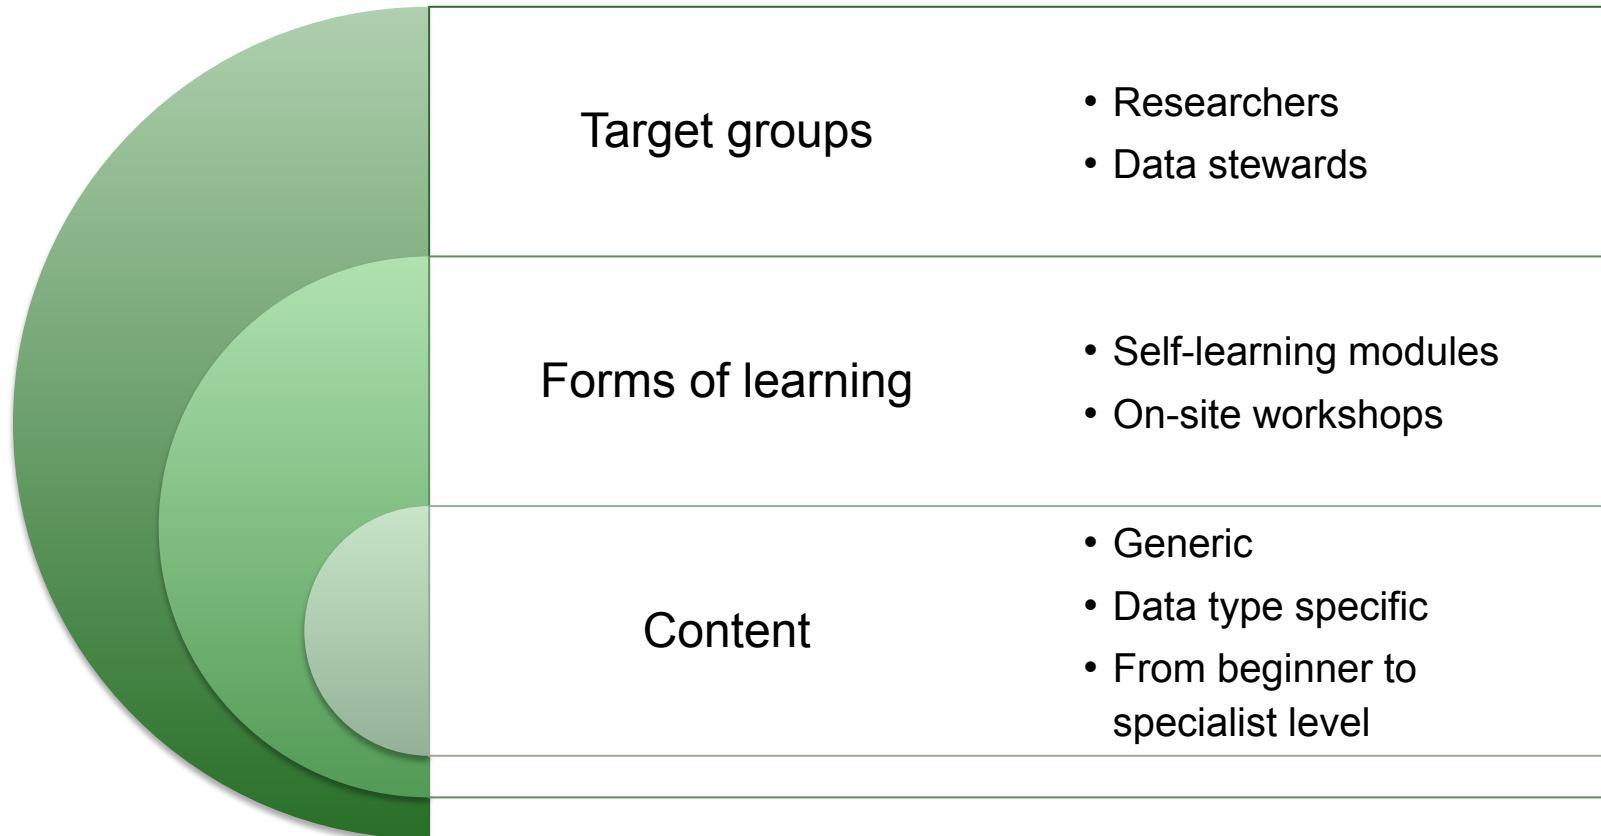 Target groups
• Researchers
• Data stewards
Forms of learning
• Self-learning modules
• On-site workshops
Content
• Generic
• Data type specific
• From beginner to
specialist level